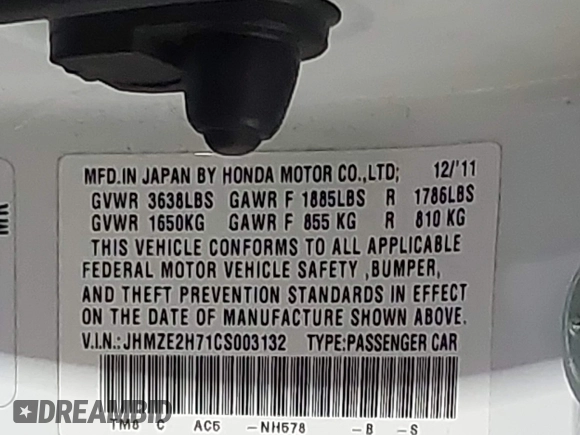 MFD.IN JAPAN BY HONDA MOTOR CO.,LTD; 12/'11
GVWR 3638LBS GAWR F 1885LBS R 1786LBS
GVWR 1650KG GAWR F 855 KG R 810 KG
THIS VEHICLE CONFORMS TO ALL APPLICABLE
FEDERAL MOTOR VEHICLE SAFETY ,BUMPER,
AND THEFT PREVENTION STANDARDS IN EFFECT
ON THE DATE OF MANUFACTURE SHOWN ABOVE.
V.I.N.:JHMZE2H71CS003132 TYPE:PASSENGER CAR
TM8 C AC5 -NH578 -B -S
DREAMBID